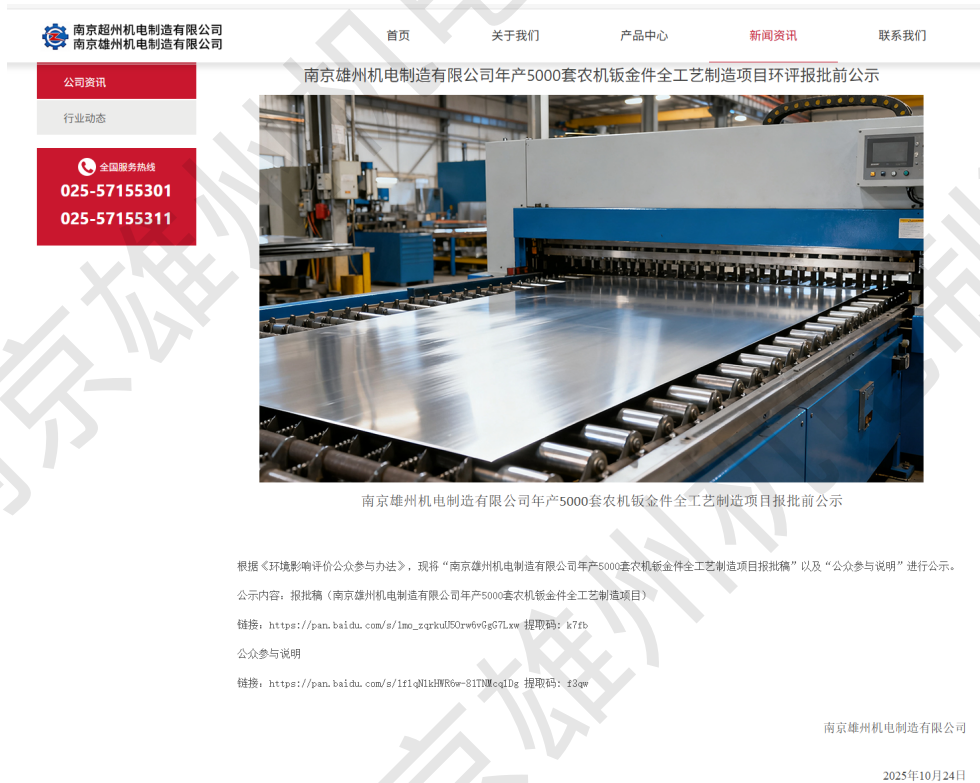 南京超州机电制造有限公司
南京雄州机电制造有限公司
首页
关于我们
产品中心
新闻资讯
联系我们
公司资讯
行业动态
全国服务热线
025-57155301
025-57155311
南京雄州机电制造有限公司年产5000套农机钣金件全工艺制造项目环评报批前公示
南京雄州机电制造有限公司年产5000套农机钣金件全工艺制造项目报批前公示
根据《环境影响评价公众参与办法》，现将“南京雄州机电制造有限公司年产5000套农机钣金件全工艺制造项目报批稿”以及“公众参与说明”进行公示。
公示内容：报批稿（南京雄州机电制造有限公司年产5000套农机钣金件全工艺制造项目）
链接：https://pan.baidu.com/s/1mo_zqrkuU5Orw6vGgG7Lxw 提取码: k7fb
公众参与说明
链接：https://pan.baidu.com/s/1f1qNlkHWR6w-81TNMcq1Dg 提取码: f3qw
南京雄州机电制造有限公司
2025年10月24日